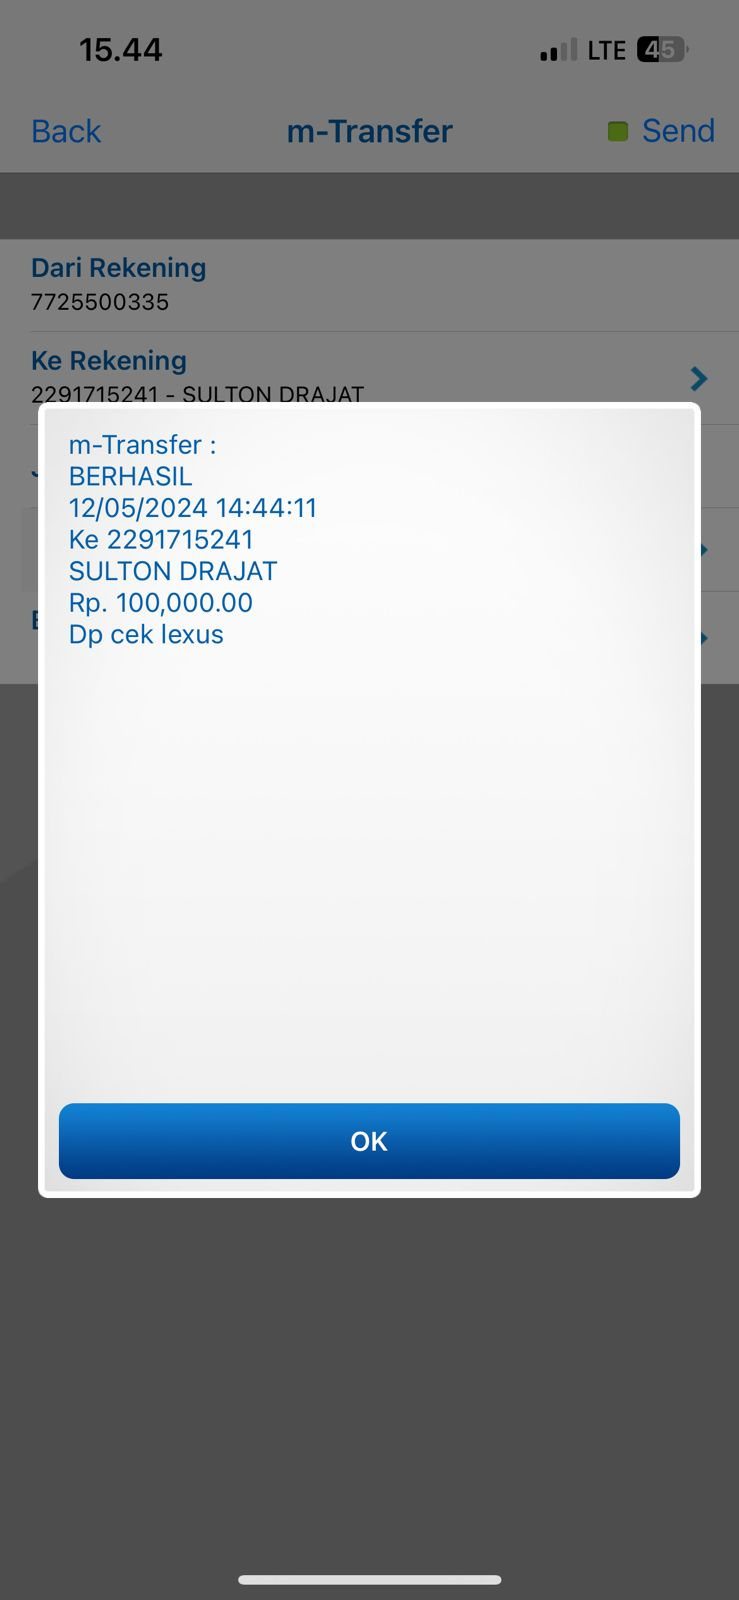 15.44
LTE 45
Back
m-Transfer
Send
Dari Rekening
7725500335
Ke Rekening
2291715241 - SULTON DRAJAT
m-Transfer :
BERHASIL
12/05/2024 14:44:11
Ke 2291715241
SULTON DRAJAT
Rp. 100,000.00
Dp cek lexus
OK